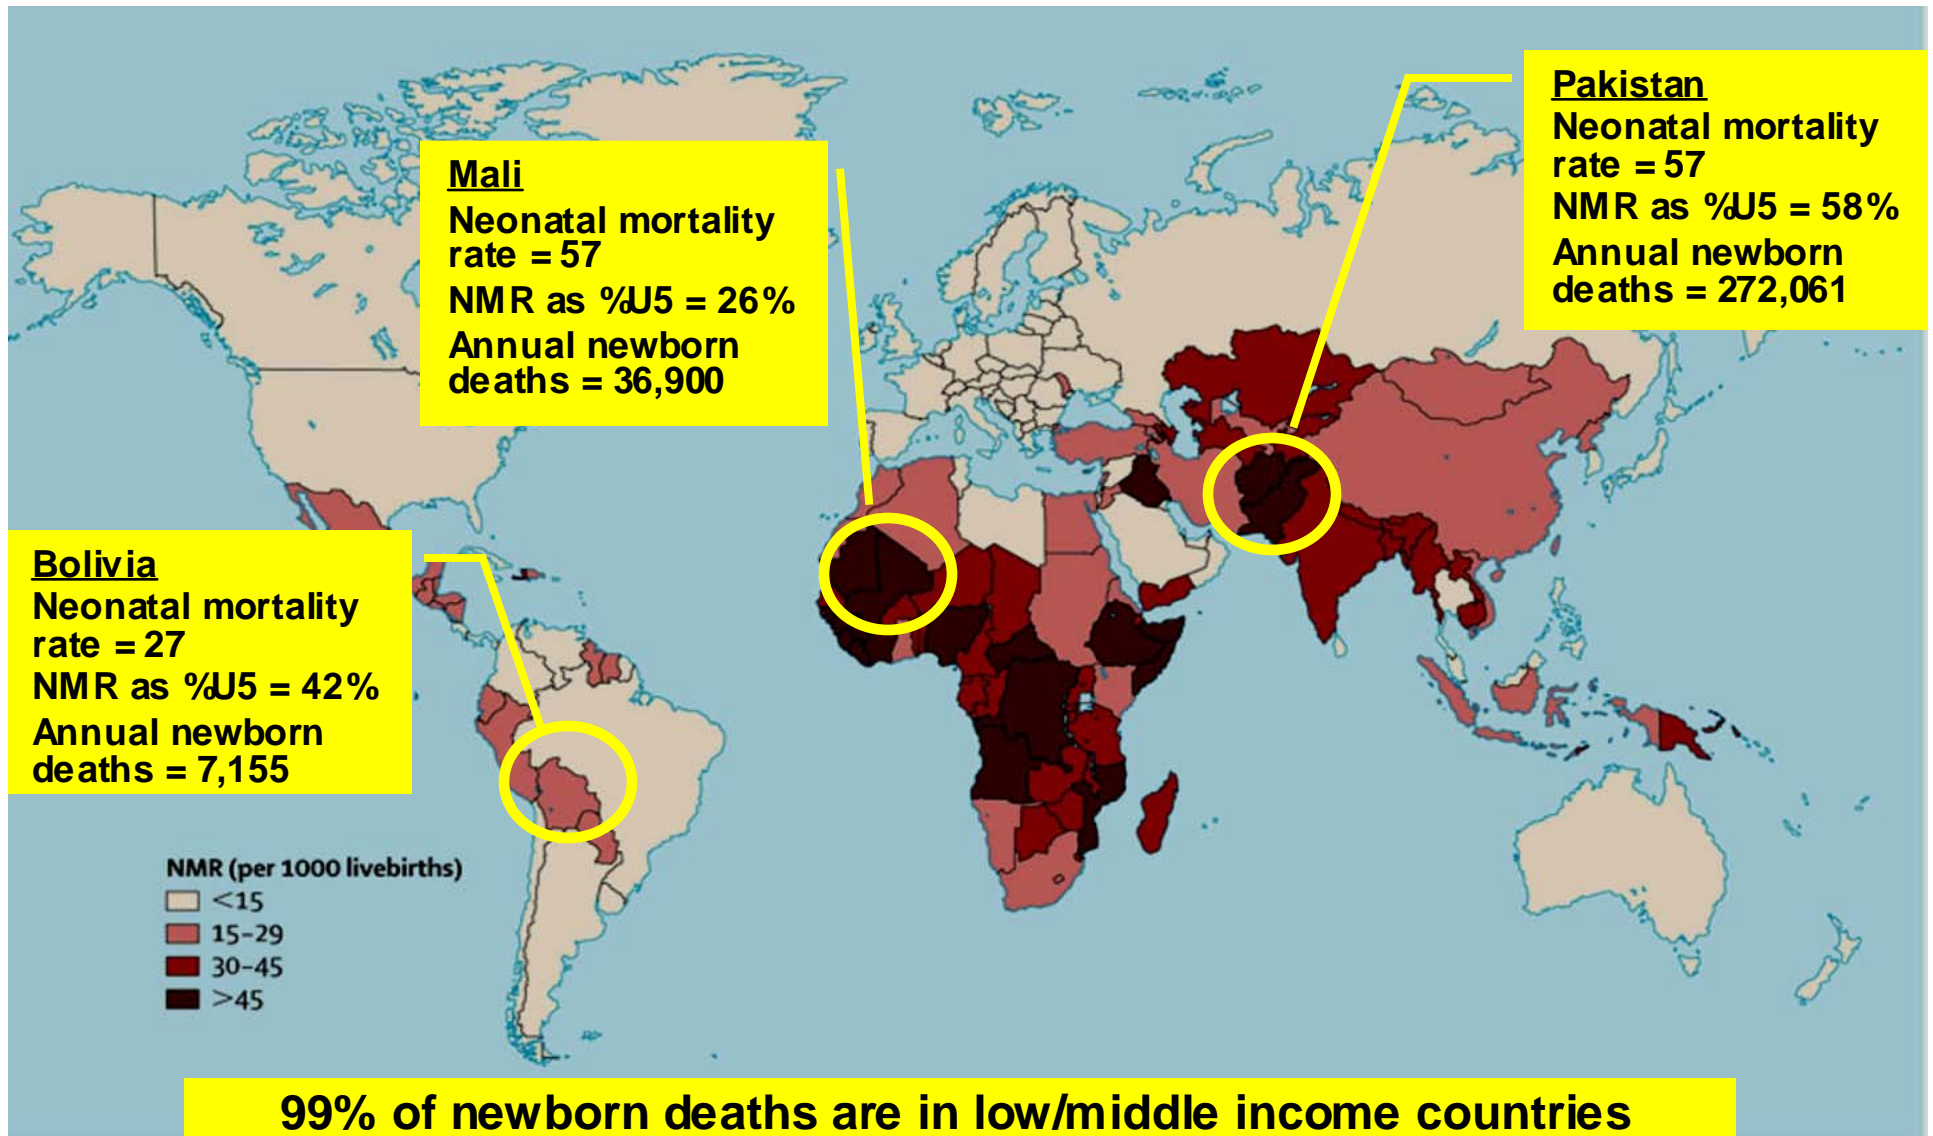 Pakistan
Neonatal mortality
rate = 57
NMR as %U5 = 58%
Annual newborn
deaths = 272,061
Mali
Neonatal mortality
rate = 57
NMR as %U5 = 26%
Annual newborn
deaths = 36,900
Bolivia
Neonatal mortality
rate = 27
NMR as %U5 = 42%
Annual newborn
deaths = 7,155
NMR (per 1000 livebirths)
<15
15–29
30–45
>45
99% of newborn deaths are in low/middle income countries